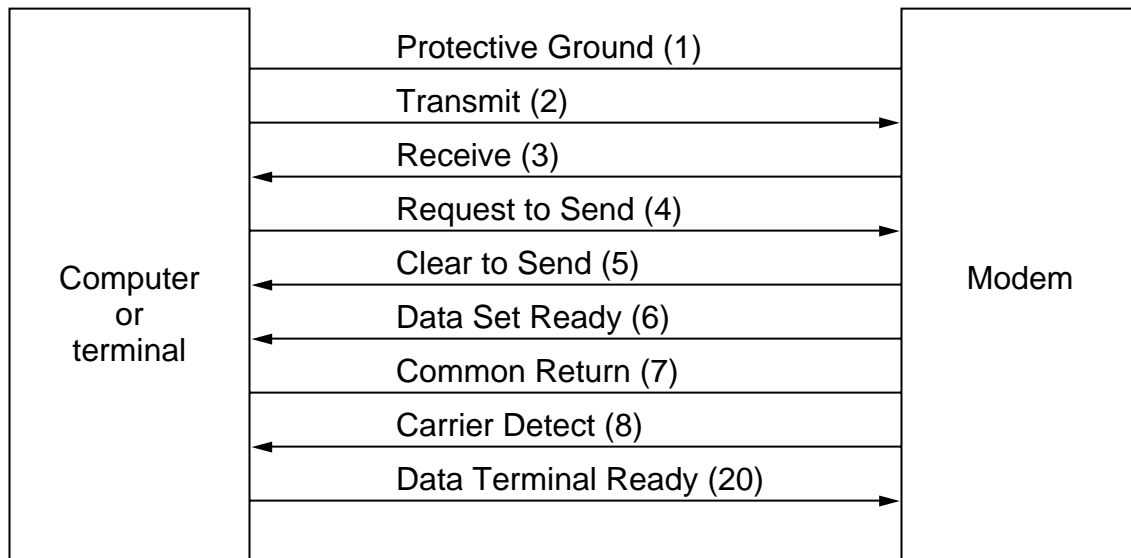 Protective Ground (1)
Transmit (2)
Receive (3)
Request to Send (4)
Clear to Send (5)
Data Set Ready (6)
Common Return (7)
Carrier Detect (8)
Data Terminal Ready (20)
Computer
or
terminal
Modem